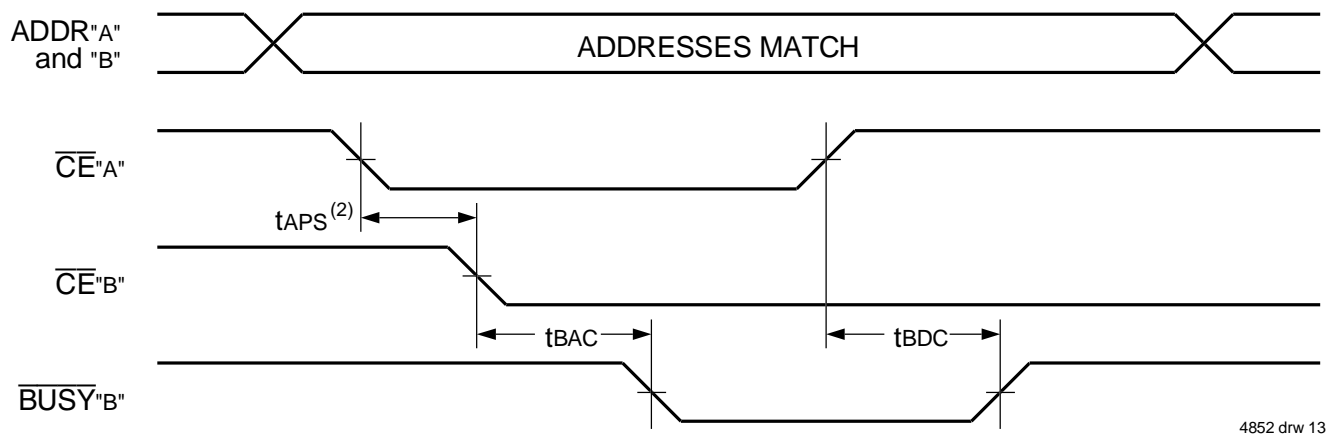 ADDR"A"
and "B"
ADDRESSES MATCH
CE"A"
tAPS(2)
CE"B"
tBAC
tBDC
BUSY"B"
4852 drw 13